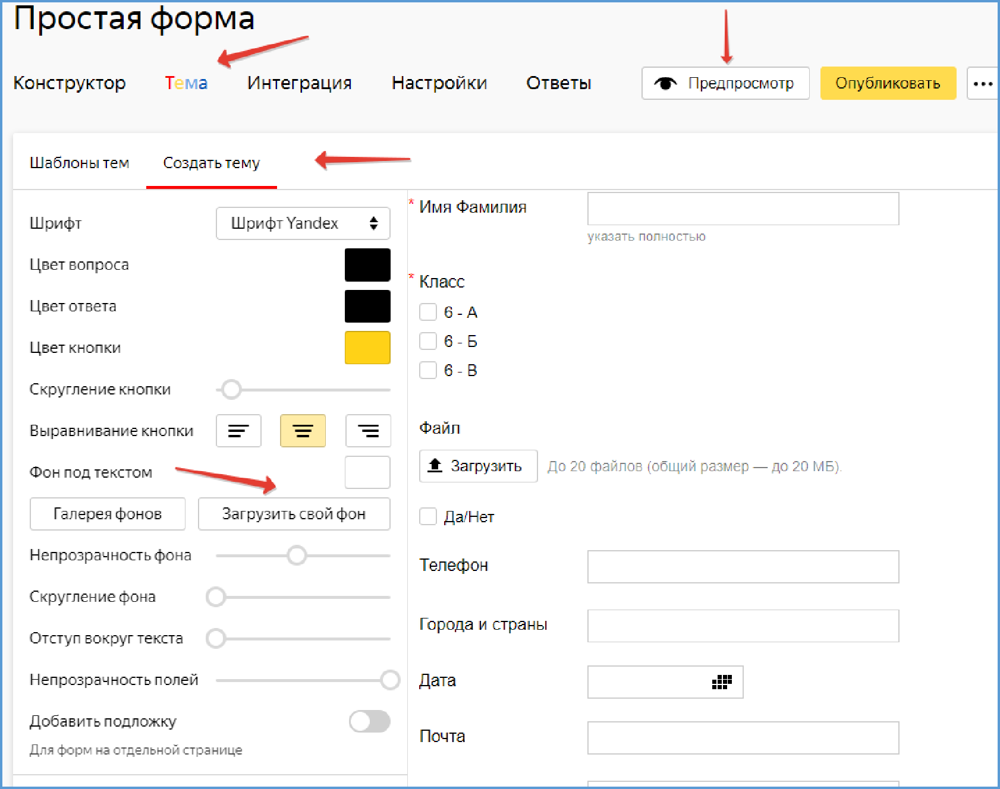 Простая форма
Конструктор Тема Интеграция Настройки Ответы Предпросмотр Опубликовать •••
Шаблоны тем Создать тему
Шрифт Шрифт Yandex
Цвет вопроса
Цвет ответа
Цвет кнопки
Скругление кнопки
Выравнивание кнопки
Фон под текстом
Галерея фонов Загрузить свой фон
Непрозрачность фона
Скругление фона
Отступ вокруг текста
Непрозрачность полей
Добавить подложку
Для форм на отдельной странице
* Имя Фамилия
указать полностью
* Класс
6 - А
6 - Б
6 - В
Файл
Загрузить До 20 файлов (общий размер — до 20 МБ).
Да/Нет
Телефон
Города и страны
Дата
Почта